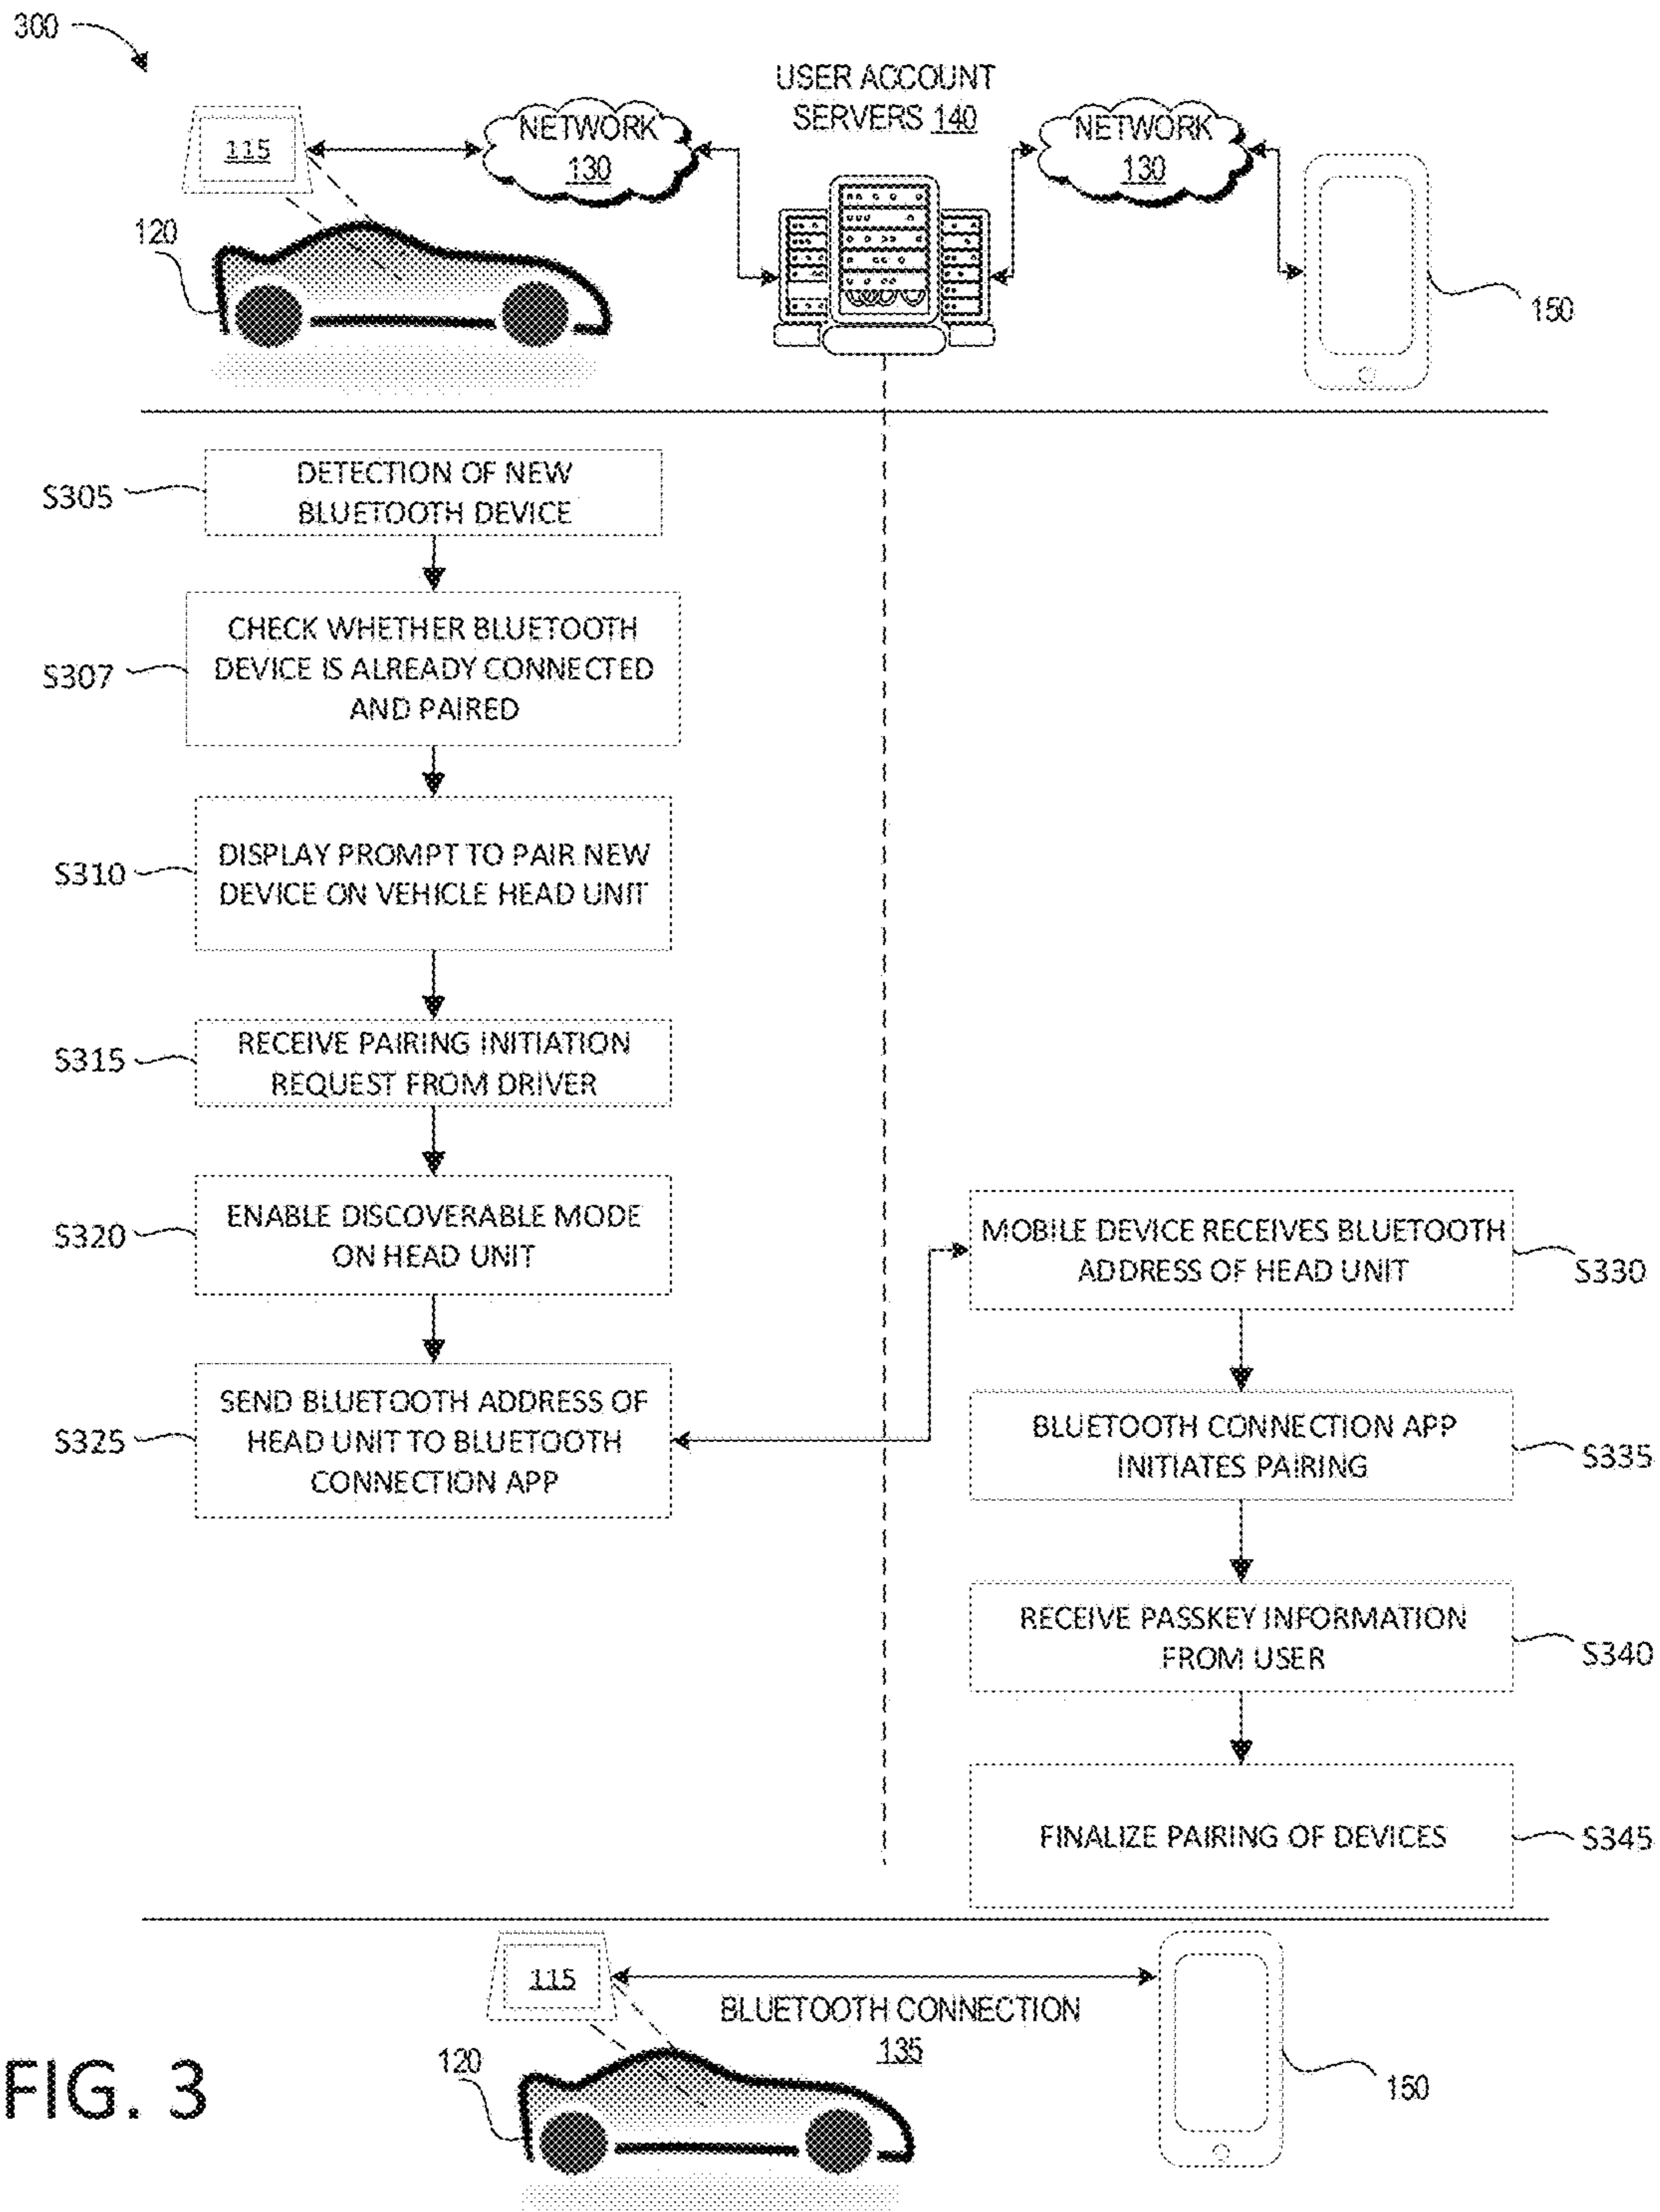 300
USER ACCOUNT
SERVERS 140
NETWORK
130
NETWORK
130
115
120
150
S305
DETECTION OF NEW
BLUETOOTH DEVICE
S307
CHECK WHETHER BLUETOOTH
DEVICE IS ALREADY CONNECTED
AND PAIRED
S310
DISPLAY PROMPT TO PAIR NEW
DEVICE ON VEHICLE HEAD UNIT
S315
RECEIVE PAIRING INITIATION
REQUEST FROM DRIVER
S320
ENABLE DISCOVERABLE MODE
ON HEAD UNIT
S325
SEND BLUETOOTH ADDRESS OF
HEAD UNIT TO BLUETOOTH
CONNECTION APP
MOBILE DEVICE RECEIVES BLUETOOTH
ADDRESS OF HEAD UNIT
S330
BLUETOOTH CONNECTION APP
INITIATES PAIRING
S335
RECEIVE PASSKEY INFORMATION
FROM USER
S340
FINALIZE PAIRING OF DEVICES
S345
115
BLUETOOTH CONNECTION
135
120
150
FIG. 3